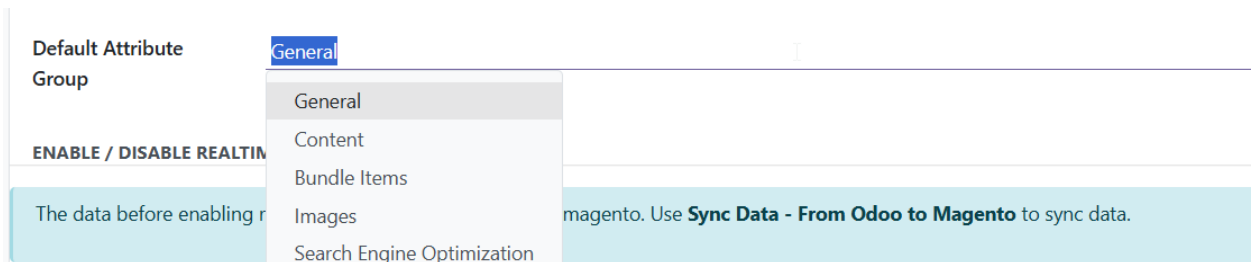 Default Attribute
Group
General
General
Content
Bundle Items
Images
Search Engine Optimization
ENABLE / DISABLE
The data before enabling
magento. Use Sync Data - From Odoo to Magento to sync data.